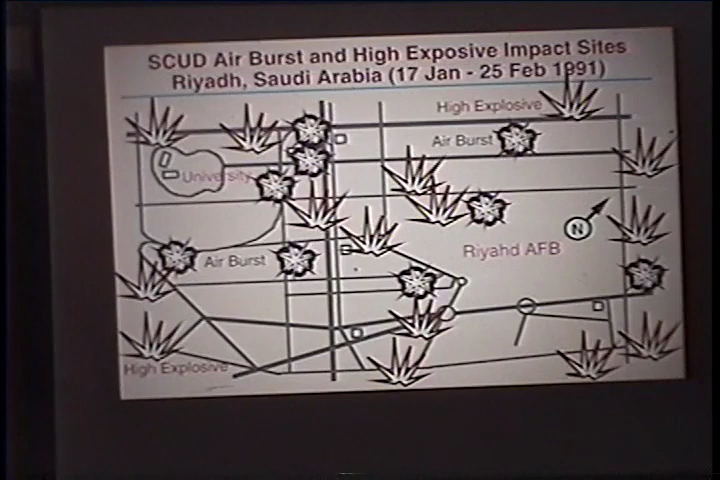 SCUD Air Burst and High Exposive Impact Sites
Riyadh, Saudi Arabia (17 Jan - 25 Feb 1991)
High Explosive
Air Burst
University
N
Riyahd AFB
Air Burst
High Explosive